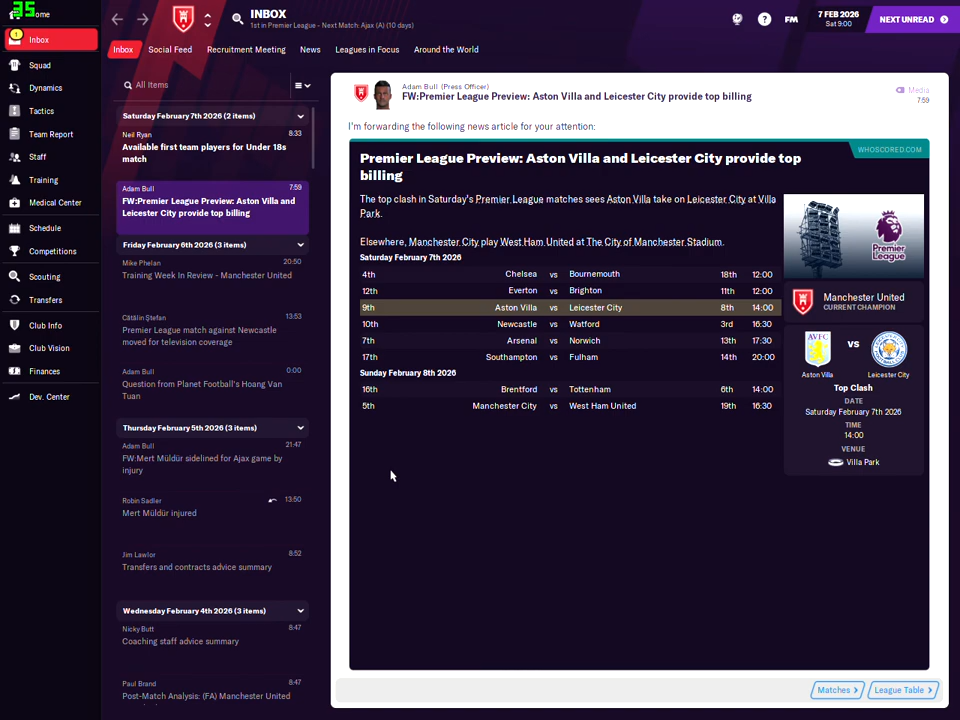 35
ome
1
Inbox
Squad
Dynamics
Tactics
Team Report
Staff
Training
Medical Center
Schedule
Competitions
Scouting
Transfers
Club Info
Club Vision
Finances
Dev. Center
INBOX
1st in Premier League - Next Match: Ajax (A) (10 days)
?
FM
7 FEB 2026
Sat 9:00
NEXT UNREAD
Inbox Social Feed Recruitment Meeting News Leagues in Focus Around the World
All Items
Saturday February 7th 2026 (2 items)
Neil Ryan 8:33
Available first team players for Under 18s
match
Adam Bull 7:59
FW:Premier League Preview: Aston Villa and
Leicester City provide top billing
Friday February 6th 2026 (3 items)
Mike Phelan 20:50
Training Week In Review - Manchester United
Cătălin Ștefan 13:53
Premier League match against Newcastle
moved for television coverage
Adam Bull 0:00
Question from Planet Football's Hoang Van
Tuan
Thursday February 5th 2026 (3 items)
Adam Bull 21:47
FW:Mert Müldür sidelined for Ajax game by
injury
Robin Sadler 13:50
Mert Müldür injured
Jim Lawlor 8:52
Transfers and contracts advice summary
Wednesday February 4th 2026 (3 items)
Nicky Butt 8:47
Coaching staff advice summary
Paul Brand 8:47
Post-Match Analysis: (FA) Manchester United
Adam Bull (Press Officer)
FW:Premier League Preview: Aston Villa and Leicester City provide top billing
Media
7:59
I'm forwarding the following news article for your attention:
WHOSCORED.COM
Premier League Preview: Aston Villa and Leicester City provide top
billing
The top clash in Saturday's Premier League matches sees Aston Villa take on Leicester City at Villa
Park.
Elsewhere, Manchester City play West Ham United at The City of Manchester Stadium.
Saturday February 7th 2026
4th Chelsea vs Bournemouth 18th 12:00
12th Everton vs Brighton 11th 12:00
9th Aston Villa vs Leicester City 8th 14:00
10th Newcastle vs Watford 3rd 16:30
7th Arsenal vs Norwich 13th 17:30
17th Southampton vs Fulham 14th 20:00
Sunday February 8th 2026
16th Brentford vs Tottenham 6th 14:00
5th Manchester City vs West Ham United 19th 16:30
Premier
League
Manchester United
CURRENT CHAMPION
AVFC
VS
Aston Villa Leicester City
Top Clash
DATE
Saturday February 7th 2026
TIME
14:00
VENUE
Villa Park
Matches
League Table